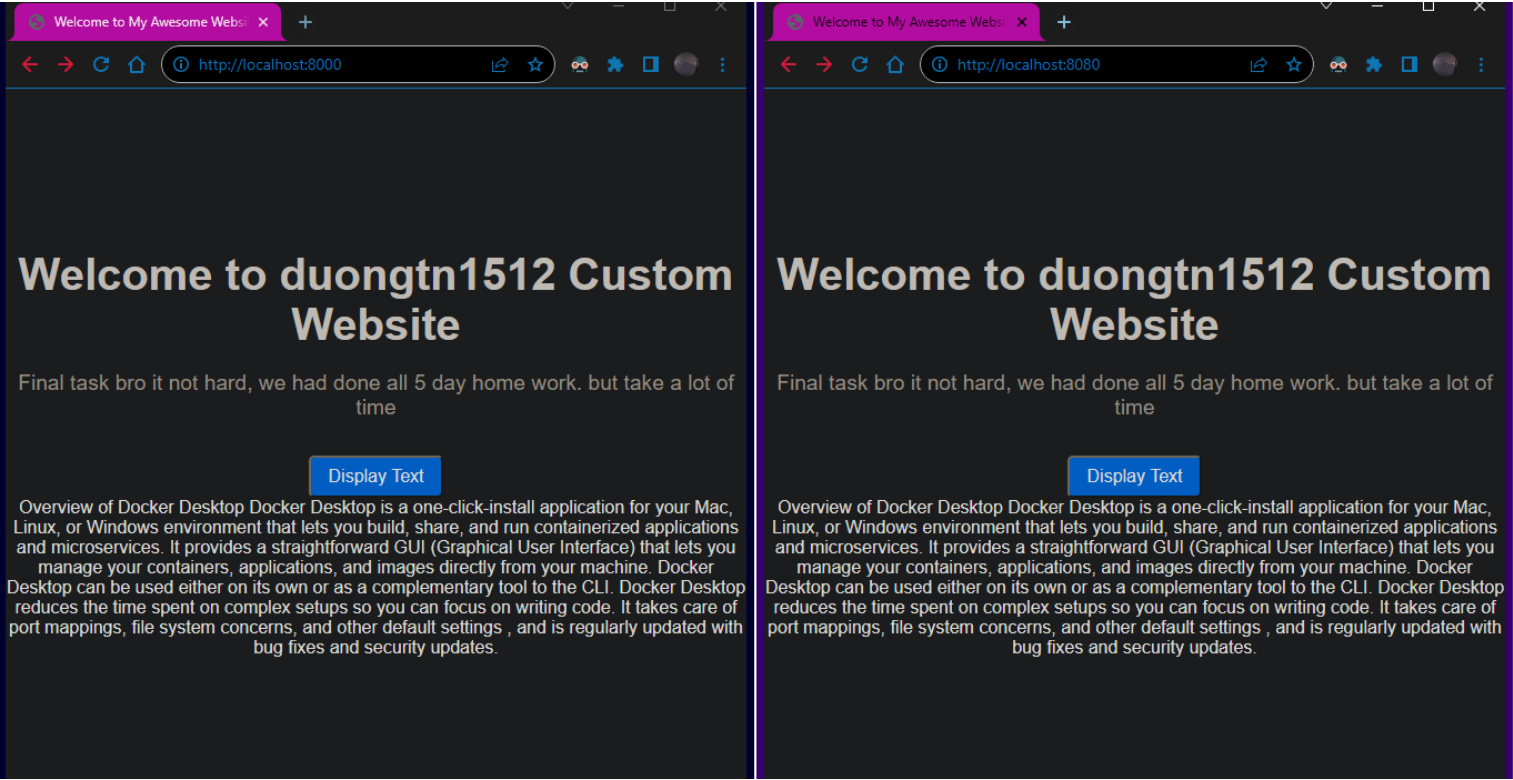 Welcome to My Awesome Websi
http://localhost:8000
Welcome to duongtn1512 Custom
Website
Final task bro it not hard, we had done all 5 day home work. but take a lot of
time
Display Text
Overview of Docker Desktop Docker Desktop is a one-click-install application for your Mac,
Linux, or Windows environment that lets you build, share, and run containerized applications
and microservices. It provides a straightforward GUI (Graphical User Interface) that lets you
manage your containers, applications, and images directly from your machine. Docker
Desktop can be used either on its own or as a complementary tool to the CLI. Docker Desktop
reduces the time spent on complex setups so you can focus on writing code. It takes care of
port mappings, file system concerns, and other default settings , and is regularly updated with
bug fixes and security updates.
Welcome to My Awesome Websi
http://localhost:8080
Welcome to duongtn1512 Custom
Website
Final task bro it not hard, we had done all 5 day home work. but take a lot of
time
Display Text
Overview of Docker Desktop Docker Desktop is a one-click-install application for your Mac,
Linux, or Windows environment that lets you build, share, and run containerized applications
and microservices. It provides a straightforward GUI (Graphical User Interface) that lets you
manage your containers, applications, and images directly from your machine. Docker
Desktop can be used either on its own or as a complementary tool to the CLI. Docker Desktop
reduces the time spent on complex setups so you can focus on writing code. It takes care of
port mappings, file system concerns, and other default settings , and is regularly updated with
bug fixes and security updates.